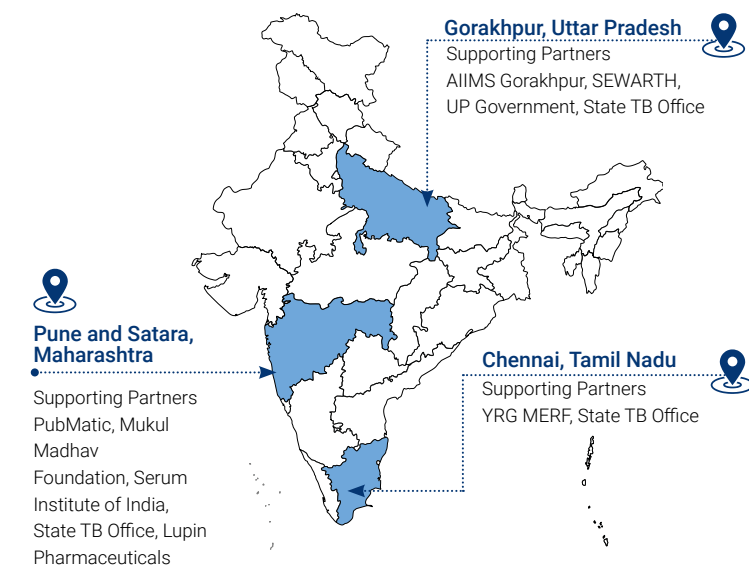 Gorakhpur, Uttar Pradesh
Supporting Partners
AIIMS Gorakhpur, SEWARTH,
UP Government, State TB Office
Pune and Satara,
Maharashtra
Supporting Partners
PubMatic, Mukul
Madhav
Foundation, Serum
Institute of India,
State TB Office, Lupin
Pharmaceuticals
Chennai, Tamil Nadu
Supporting Partners
YRG MERF, State TB Office